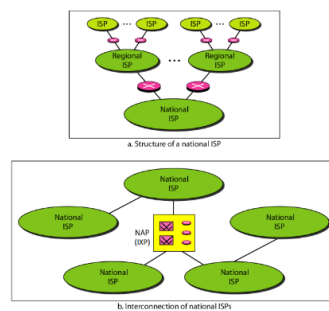 ISP ... ISP ISP ... ISP
Regional ISP ... Regional ISP
National ISP
a. Structure of a national ISP
National ISP
National ISP
NAP (IXP)
National ISP
National ISP
National ISP
b. Interconnection of national ISPs